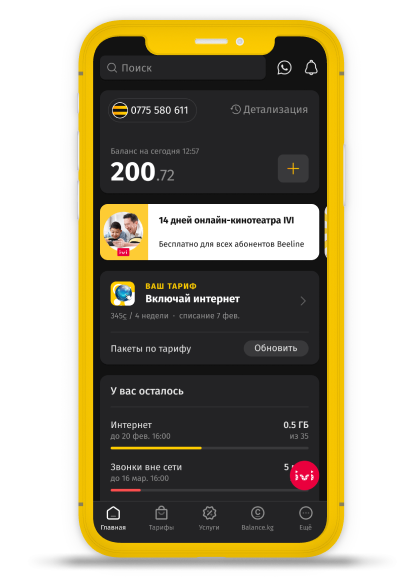 Поиск
0775 580 611
Детализация
Баланс на сегодня 12:57
200.72
14 дней онлайн-кинотеатра IVI
Бесплатно для всех абонентов Beeline
ivi
ВАШ ТАРИФ
Включай интернет
345с / 4 недели · списание 7 фев.
Пакеты по тарифу
Обновить
У вас осталось
Интернет
0.5 ГБ
до 20 фев. 16:00
из 35
Звонки вне сети
5
до 16 мар. 16:00
ivi
Главная
Тарифы
Услуги
Balance.kg
Ещё